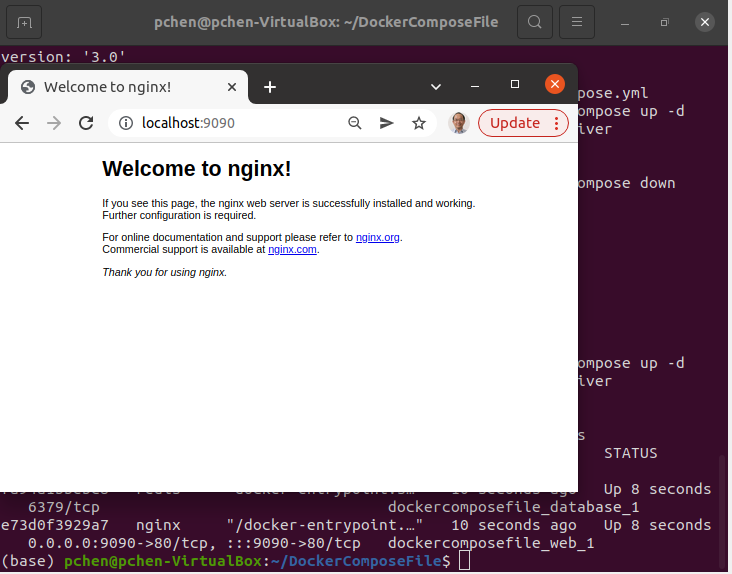 pchen@pchen-VirtualBox: ~/DockerComposeFile
version: '3.0'
Welcome to nginx!
pose.yml
ompose up -d
localhost:9090
Update
iver
Welcome to nginx!
ompose down
If you see this page, the nginx web server is successfully installed and working.
Further configuration is required.
For online documentation and support please refer to nginx.org.
Commercial support is available at nginx.com.
Thank you for using nginx.
ompose up -d
iver
s
STATUS
10 seconds ago Up 8 seconds
6379/tcp dockercomposefile_database_1
e73d0f3929a7 nginx "/docker-entrypoint.…" 10 seconds ago Up 8 seconds
0.0.0.0:9090->80/tcp, :::9090->80/tcp dockercomposefile_web_1
(base) pchen@pchen-VirtualBox:~/DockerComposeFile$